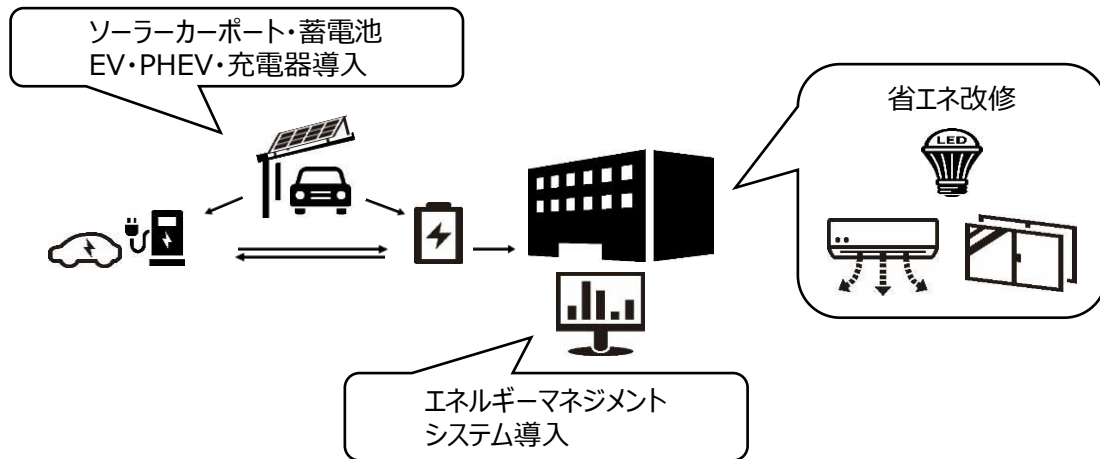 ソーラーカーポート・蓄電池
EV・PHEV・充電器導入
省エネ改修
LED
エネルギーマネジメント
システム導入